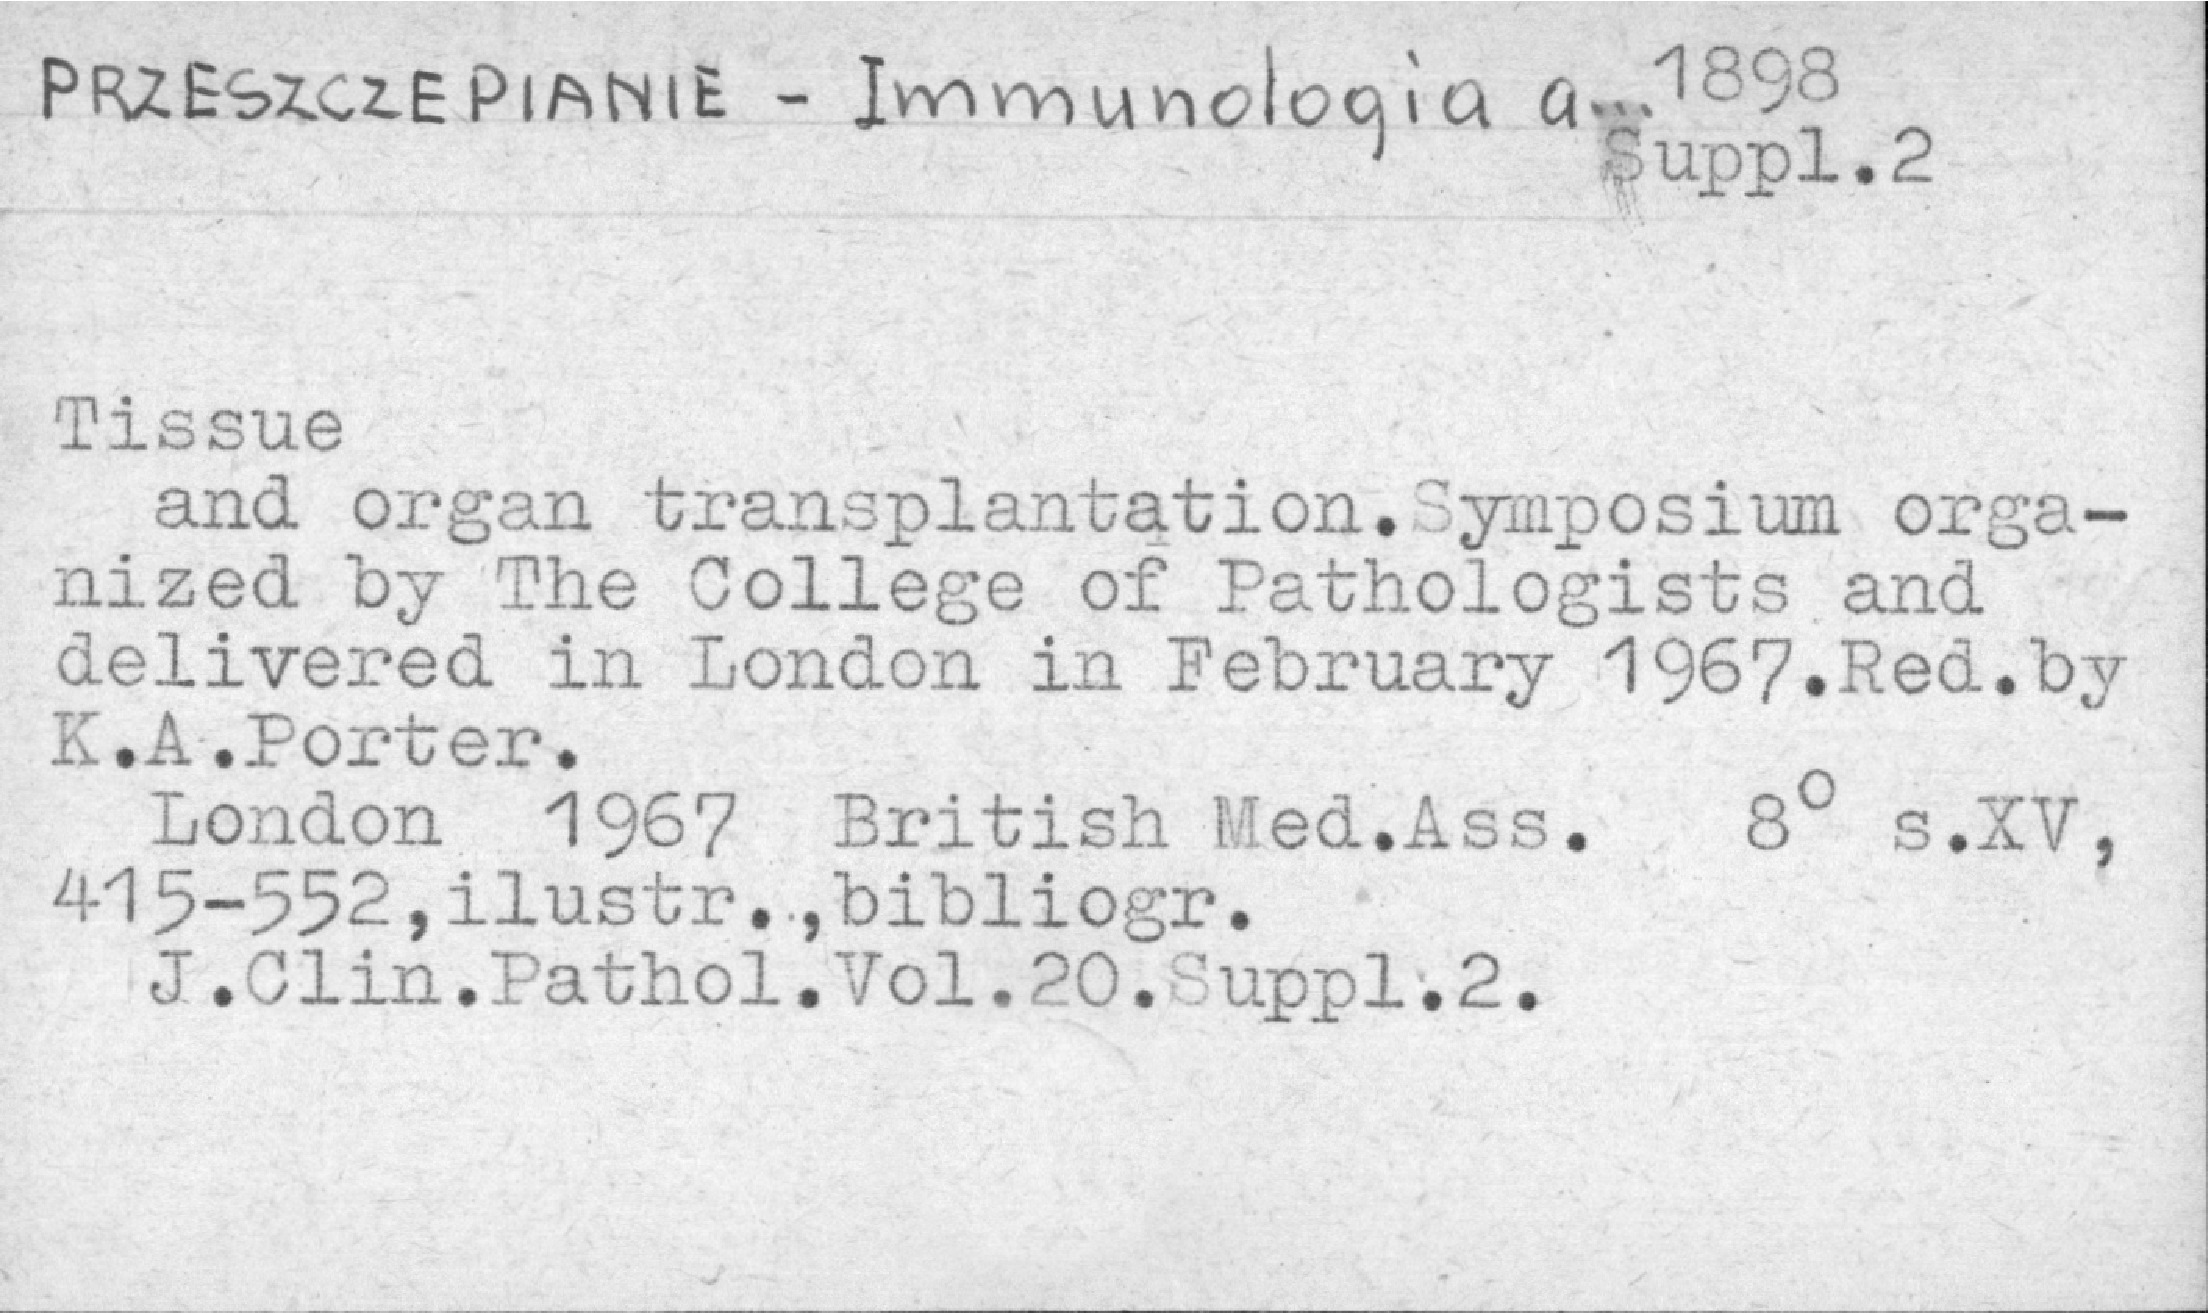 PRZESZCZEPIANIE - Immunologia a... 1898
Suppl.2
Tissue
and organ transplantation.Symposium orga-
nized by The College of Pathologists and
delivered in London in February 1967.Red.by
K.A.Porter.
London 1967 British Med.Ass. 8° s.XV,
415-552,ilustr.,bibliogr.
J.Clin.Pathol.Vol.20.Suppl.2.